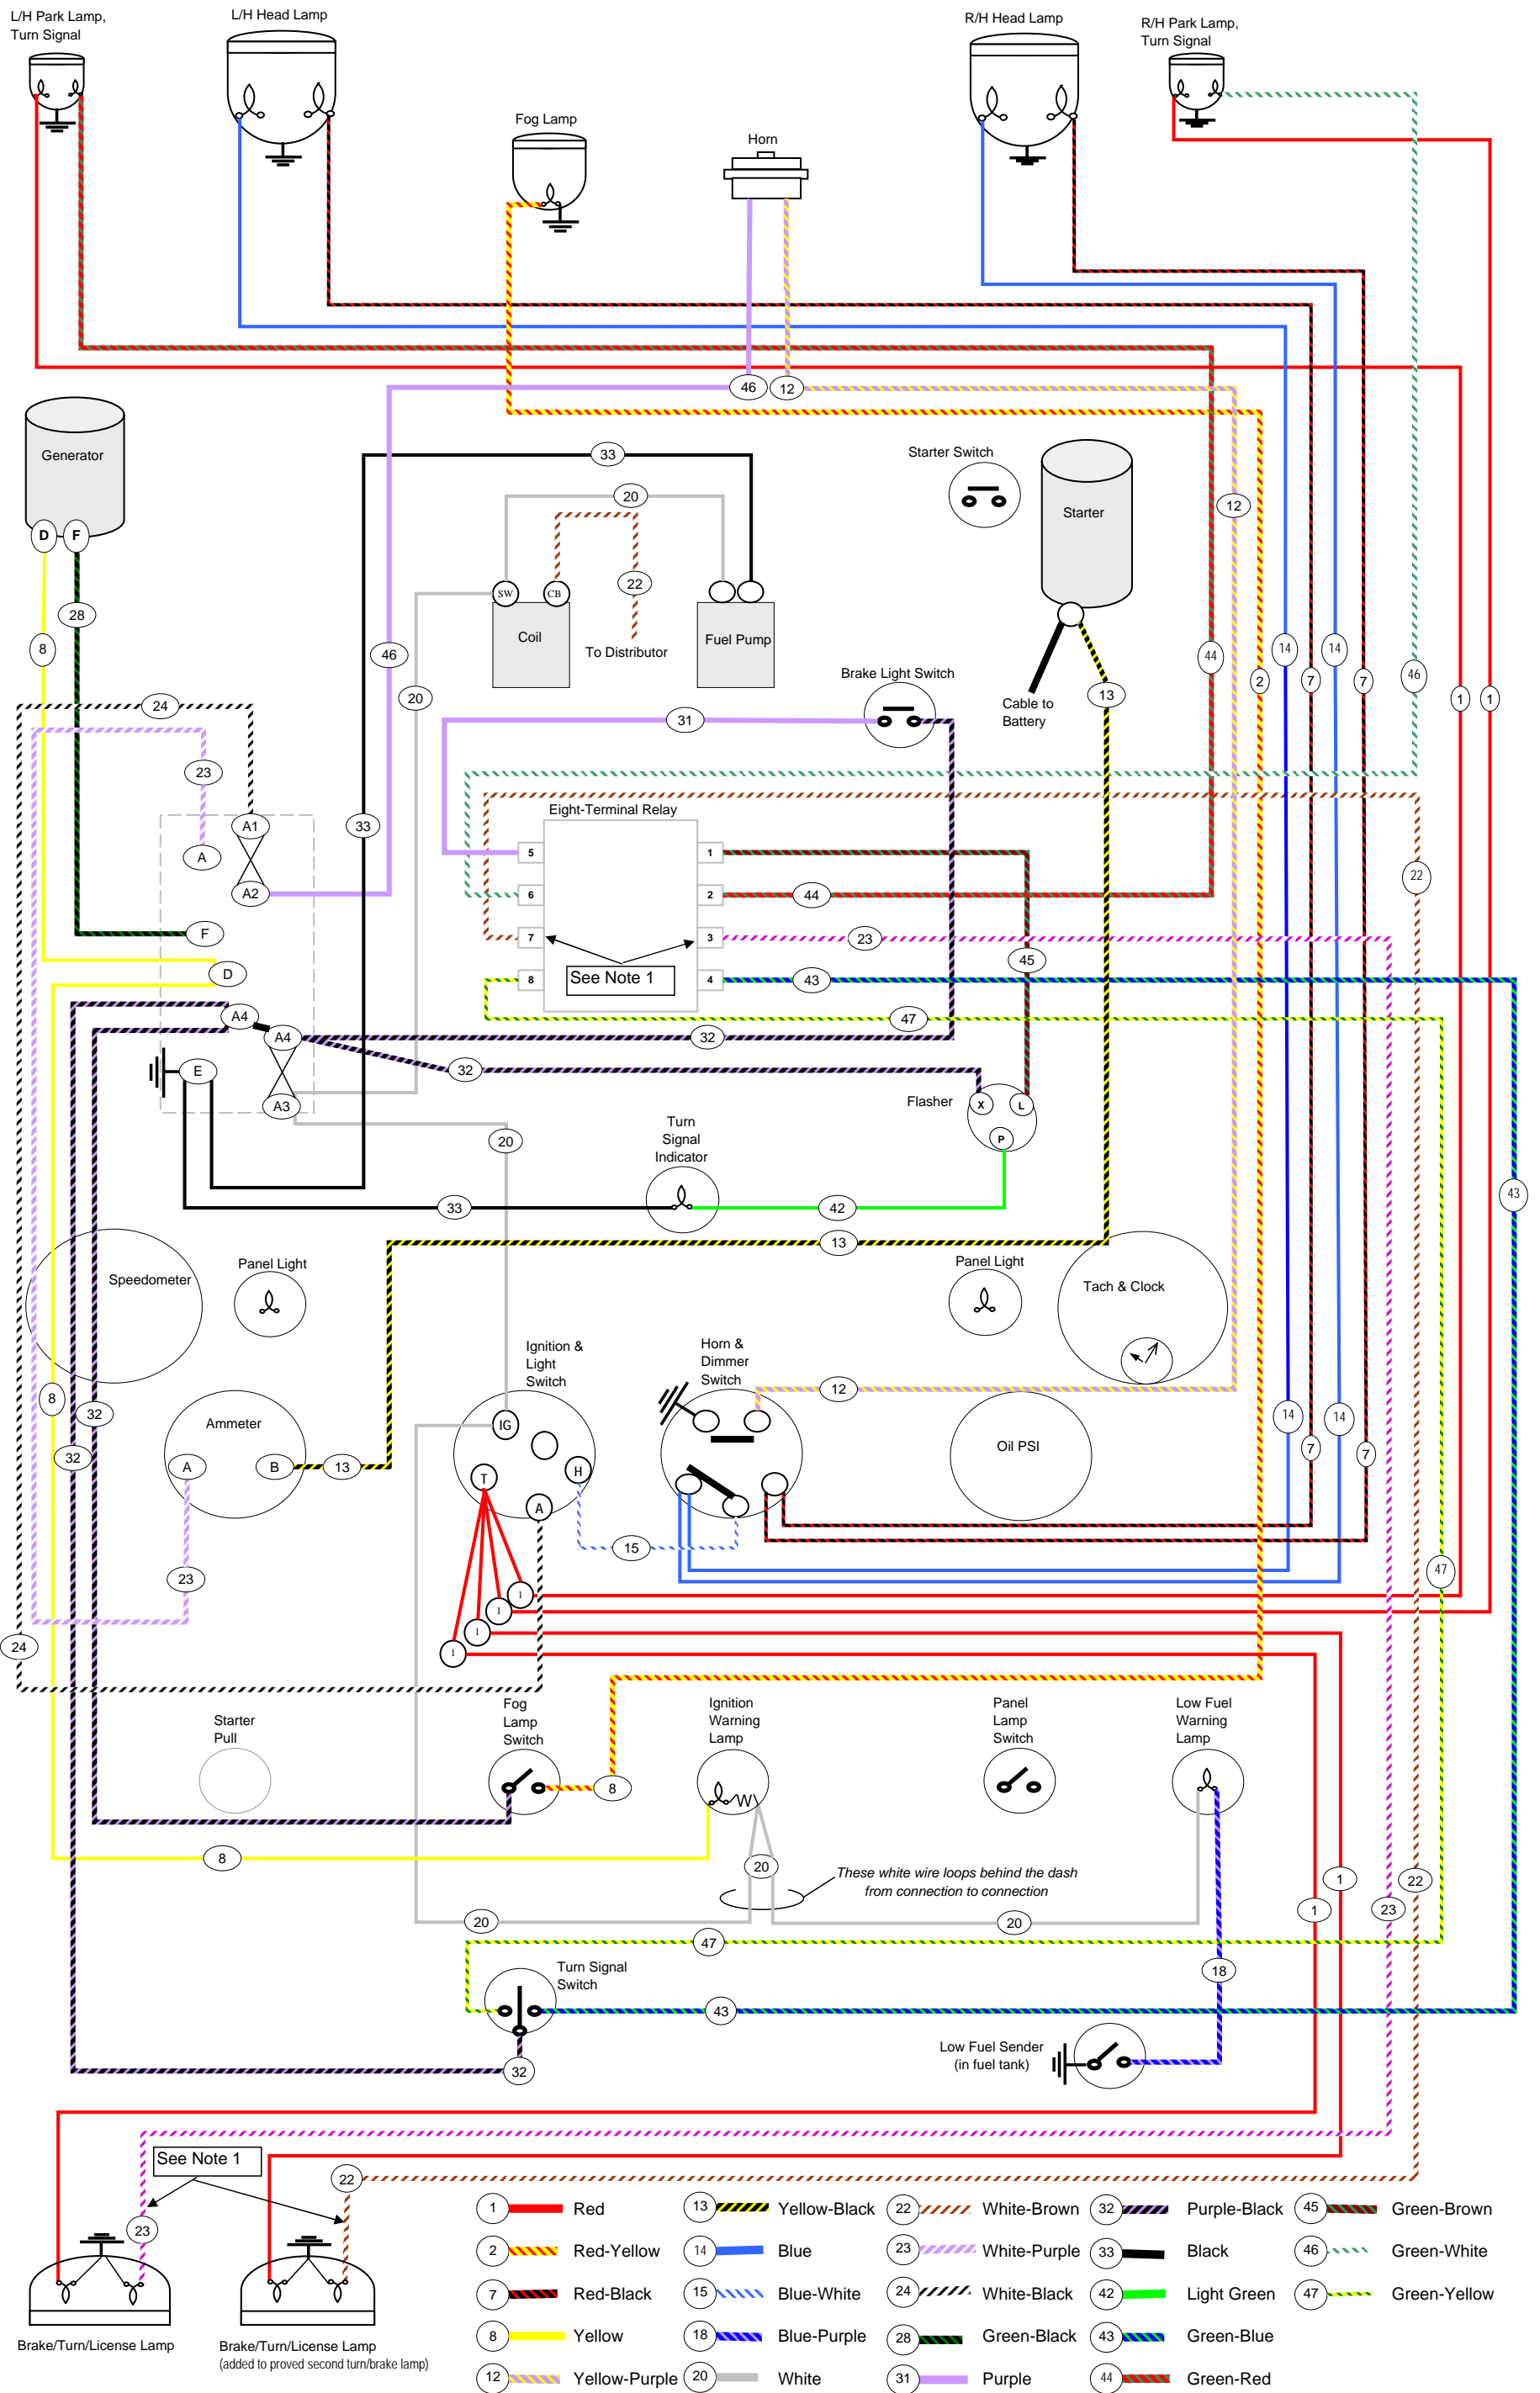 L/H Park Lamp,
Turn Signal
L/H Head Lamp
R/H Head Lamp
R/H Park Lamp,
Turn Signal
Fog Lamp
Horn
46
12
Generator
D
F
33
20
Starter Switch
Starter
12
28
8
SW
CB
22
Coil
To Distributor
Fuel Pump
46
20
Brake Light Switch
13
Cable to
Battery
44
2
14
7
14
7
46
1
1
24
31
23
Eight-Terminal Relay
A1
A
A2
33
5
1
6
2
44
7
3
23
8
4
43
See Note 1
45
22
F
D
47
A4
A4
32
E
32
A3
Flasher
X
L
P
20
Turn
Signal
Indicator
33
42
43
13
Speedometer
Panel Light
Panel Light
Tach & Clock
Ignition &
Light
Switch
Horn &
Dimmer
Switch
12
8
32
32
Ammeter
A
B
13
IG
T
H
A
Oil PSI
14
7
14
7
15
23
47
1
1
1
1
24
Starter
Pull
Fog
Lamp
Switch
8
Ignition
Warning
Lamp
Panel
Lamp
Switch
Low Fuel
Warning
Lamp
8
20
These white wire loops behind the dash
from connection to connection
20
20
1
1
23
22
47
18
Turn Signal
Switch
43
Low Fuel Sender
(in fuel tank)
32
See Note 1
22
23
Brake/Turn/License Lamp
Brake/Turn/License Lamp
(added to proved second turn/brake lamp)
1 Red
2 Red-Yellow
7 Red-Black
8 Yellow
12 Yellow-Purple
13 Yellow-Black
14 Blue
15 Blue-White
18 Blue-Purple
20 White
22 White-Brown
23 White-Purple
24 White-Black
28 Green-Black
31 Purple
32 Purple-Black
33 Black
42 Light Green
43 Green-Blue
44 Green-Red
45 Green-Brown
46 Green-White
47 Green-Yellow